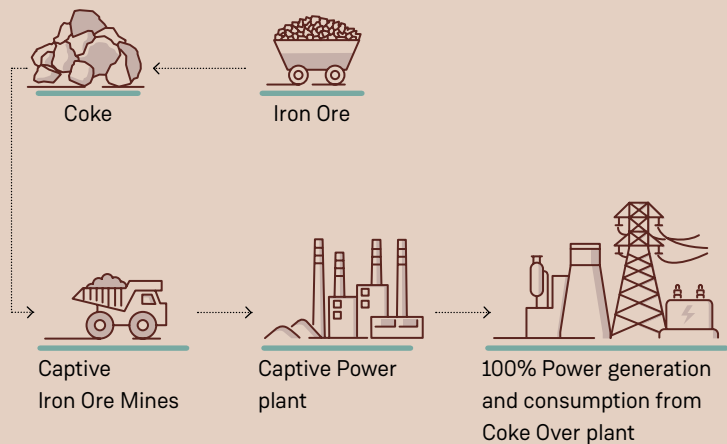 Coke
Iron Ore
Captive
Iron Ore Mines
Captive Power
plant
100% Power generation
and consumption from
Coke Over plant